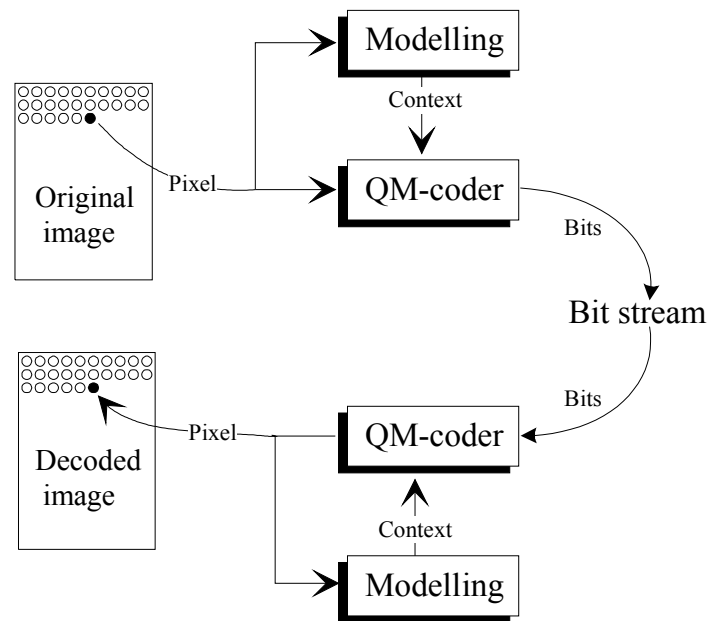 Modelling
Context
Pixel
QM-coder
Original
image
Bits
Bit stream
Bits
Pixel
QM-coder
Decoded
image
Context
Modelling